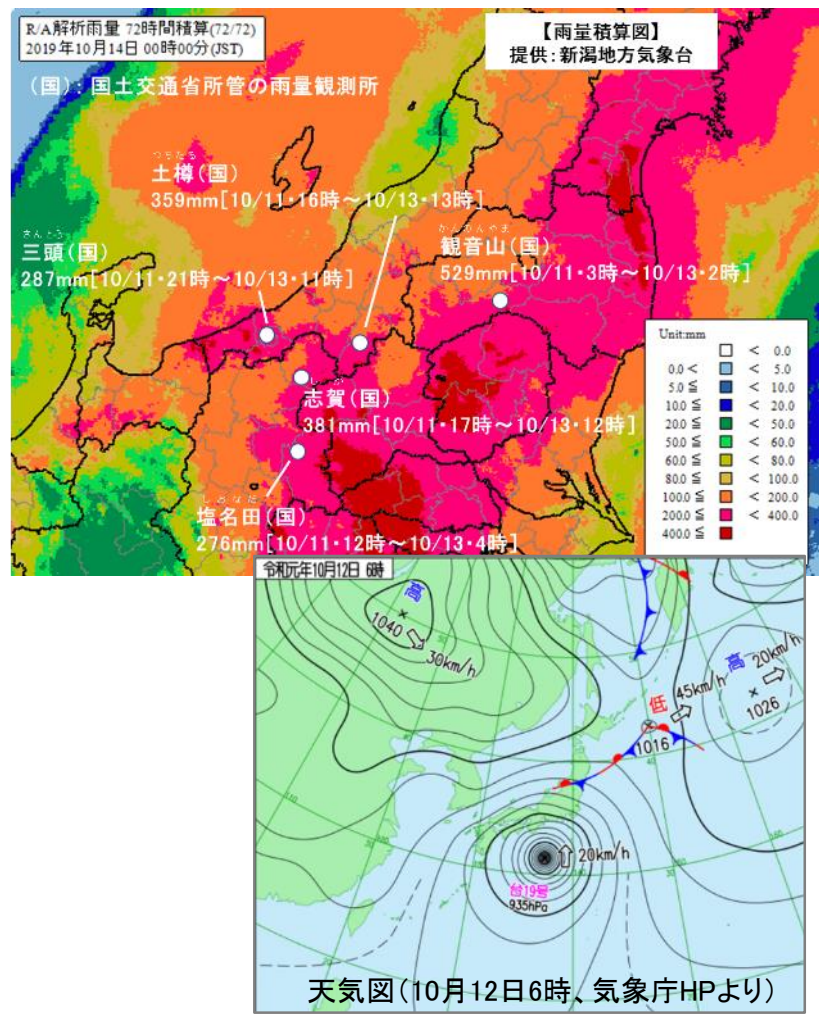 R/A解析雨量 72時間積算(72/72)
2019年10月14日 00時00分(JST)
【雨量積算図】
提供：新潟地方気象台
（国）：国土交通省所管の雨量観測所
つちたる
土樽（国）
359mm［10/11・16時～10/13・13時］
さんとう
三頭（国）
287mm［10/11・21時～10/13・11時］
かんのんやま
観音山（国）
529mm［10/11・3時～10/13・2時］
しが
志賀（国）
381mm［10/11・17時～10/13・12時］
しおなだ
塩名田（国）
276mm［10/11・12時～10/13・4時］
Unit:mm
＜ 0.0
0.0＜ ＜ 5.0
5.0≦ ＜ 10.0
10.0≦ ＜ 20.0
20.0≦ ＜ 50.0
50.0≦ ＜ 60.0
60.0≦ ＜ 80.0
80.0≦ ＜ 100.0
100.0≦ ＜ 200.0
200.0≦ ＜ 400.0
400.0≦
令和元年10月12日 6時
高
1040
30km/h
高
20km/h
1026
低
45km/h
1016
40
20km/h
台19号
935hPa
天気図（10月12日6時、気象庁HPより）